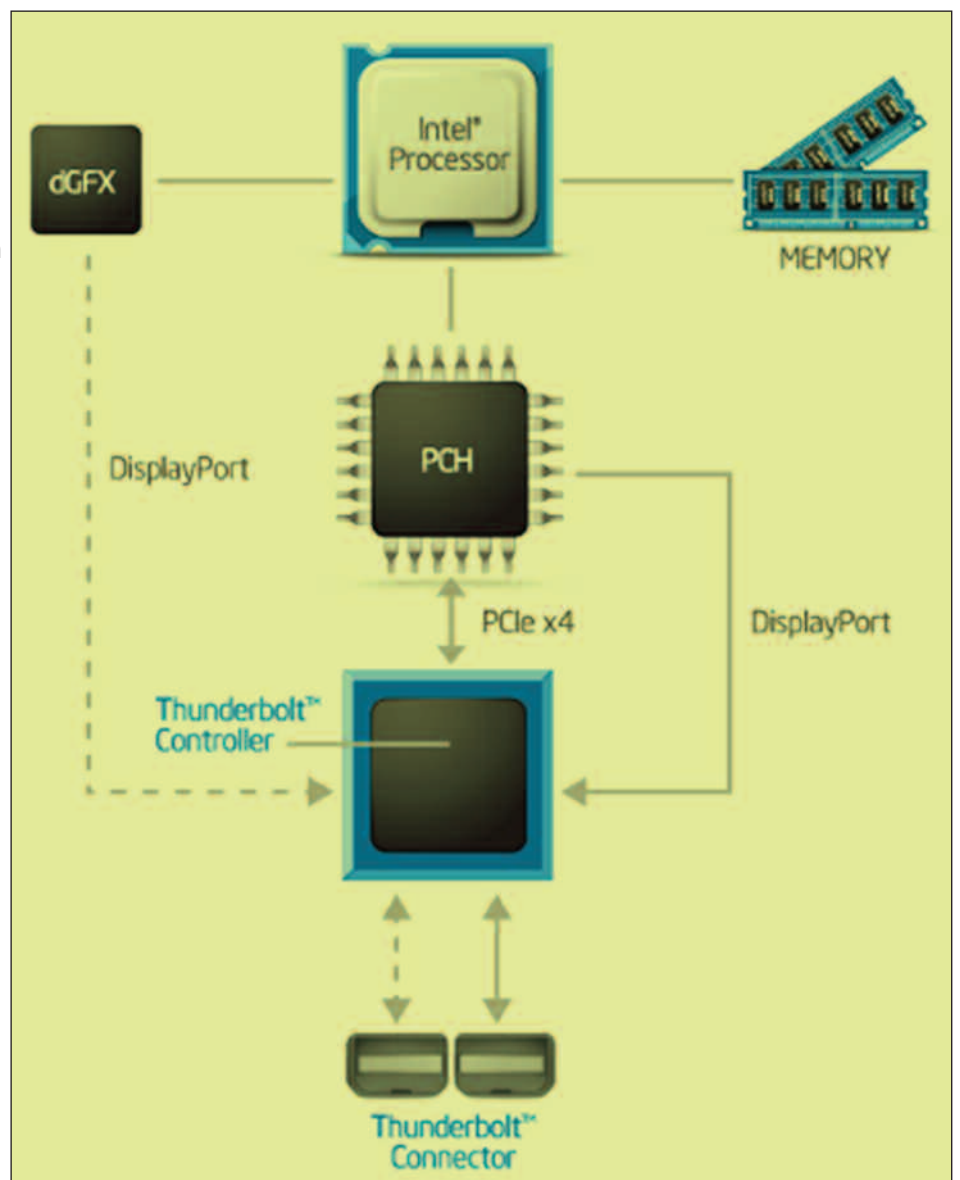 Intel®
Processor
dGFX
MEMORY
PCH
DisplayPort
PCIe x4
DisplayPort
Thunderbolt™
Controller
Thunderbolt™
Connector